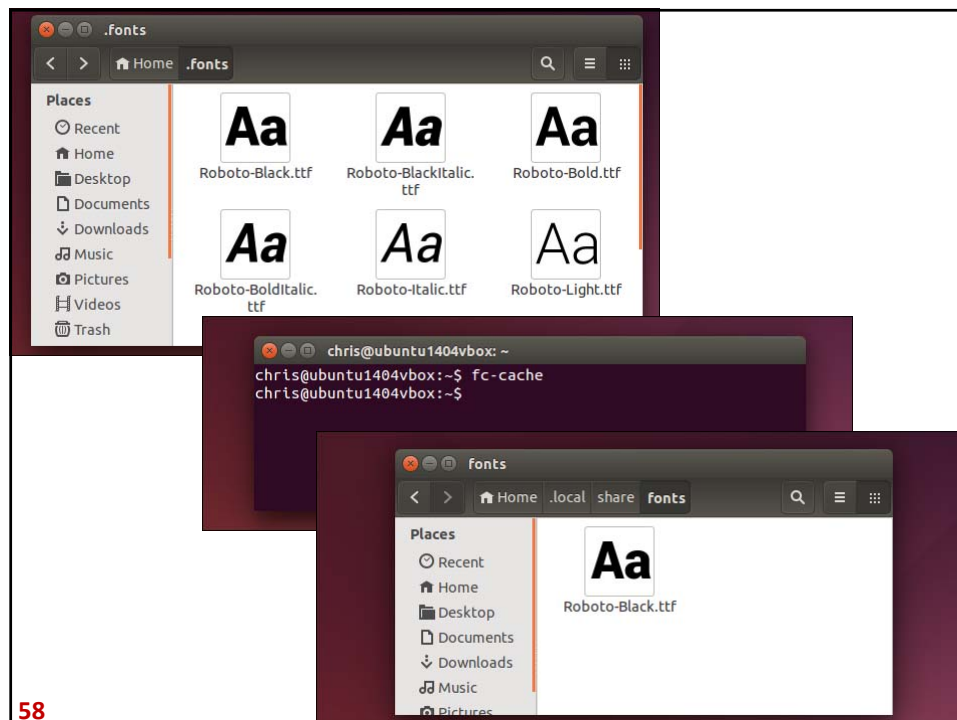 .fonts
Home .fonts
Places
Recent
Home
Desktop
Documents
Downloads
Music
Pictures
Videos
Trash
Aa Aa Aa
Roboto-Black.ttf Roboto-BlackItalic. Roboto-Bold.ttf
ttf
Aa Aa Aa
Roboto-BoldItalic. Roboto-Italic.ttf Roboto-Light.ttf
ttf
chris@ubuntu1404vbox: ~
chris@ubuntu1404vbox:~$ fc-cache
chris@ubuntu1404vbox:~$
fonts
Home .local share fonts
Places
Recent
Home
Desktop
Documents
Downloads
Music
Pictures
Aa
Roboto-Black.ttf
58